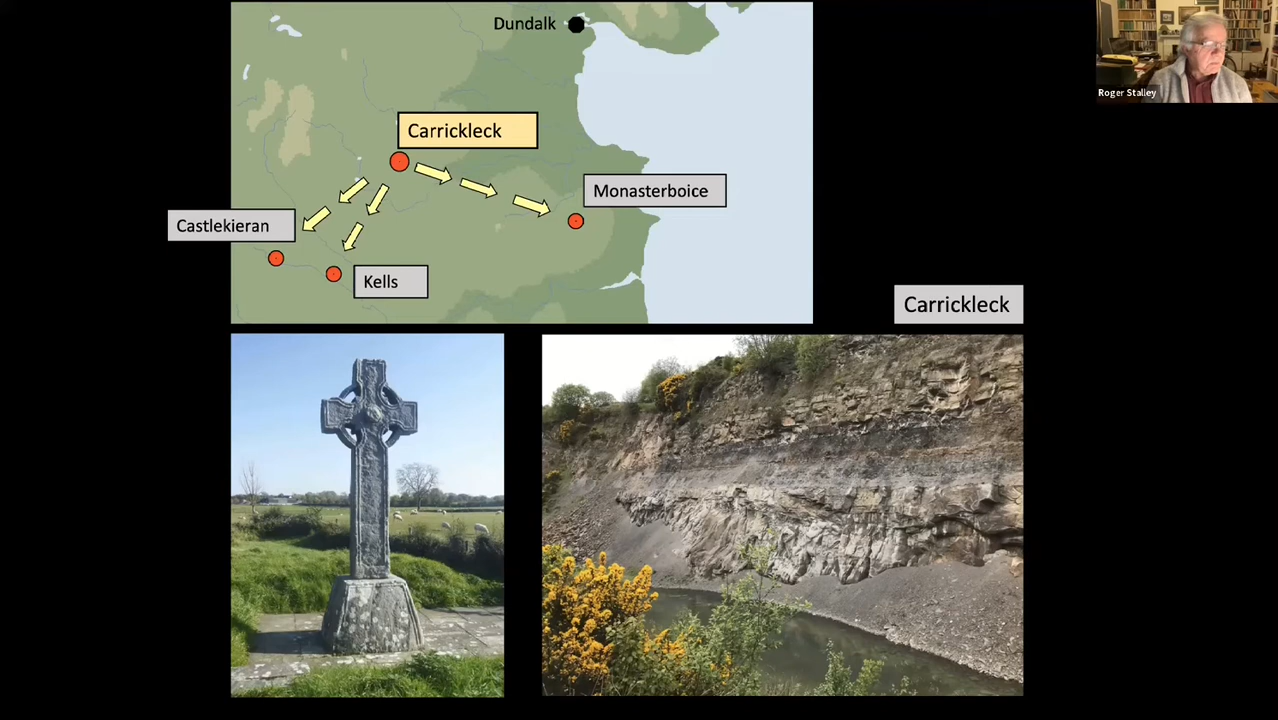 Dundalk
Roger Stalley
Carrickleck
Monasterboice
Castlekieran
Kells
Carrickleck